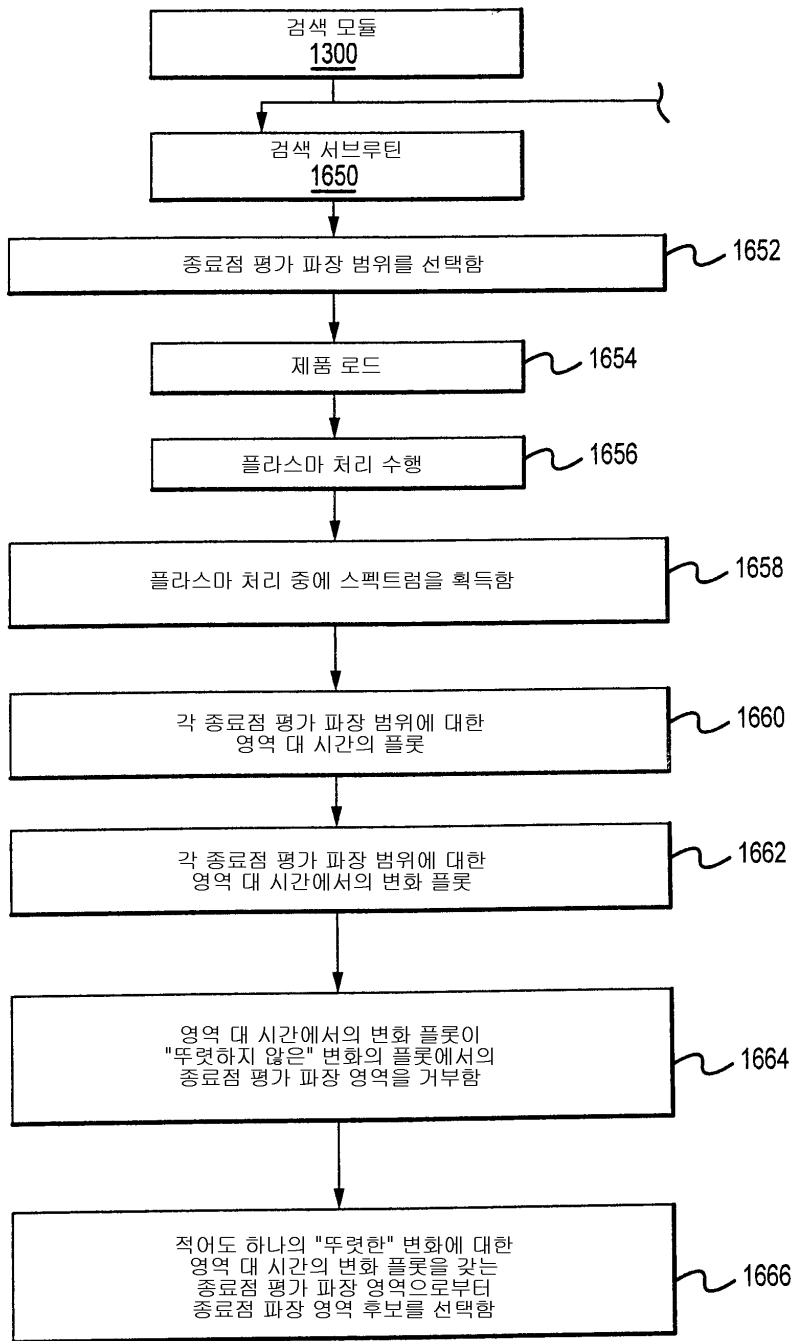 검색 모듈
1300
검색 서브루틴
1650
종료점 평가 파장 범위를 선택함
1652
제품 로드
1654
플라스마 처리 수행
1656
플라스마 처리 중에 스펙트럼을 획득함
1658
각 종료점 평가 파장 범위에 대한
영역 대 시간의 플롯
1660
각 종료점 평가 파장 범위에 대한
영역 대 시간에서의 변화 플롯
1662
영역 대 시간에서의 변화 플롯이
"뚜렷하지 않은" 변화의 플롯에서의
종료점 평가 파장 영역을 거부함
1664
적어도 하나의 "뚜렷한" 변화에 대한
영역 대 시간의 변화 플롯을 갖는
종료점 평가 파장 영역으로부터
종료점 파장 영역 후보를 선택함
1666